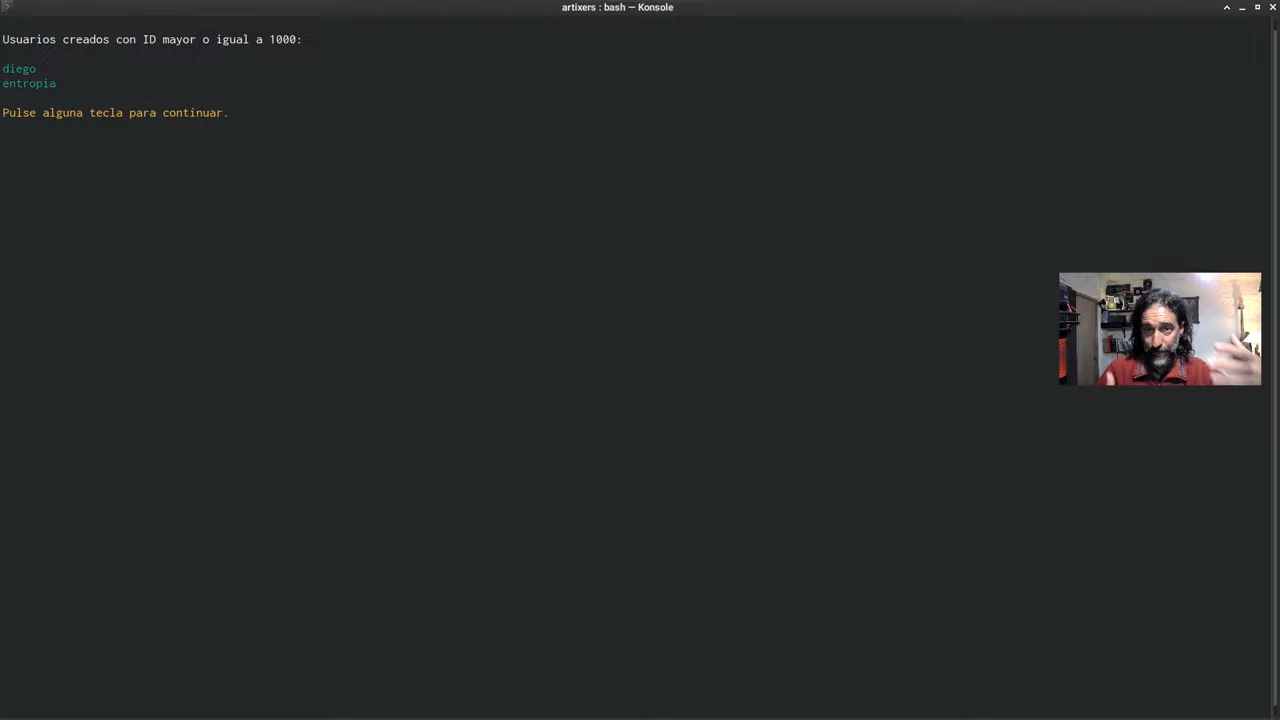 artixers : bash — Konsole
Usuarios creados con ID mayor o igual a 1000:
diego
entropia
Pulse alguna tecla para continuar.